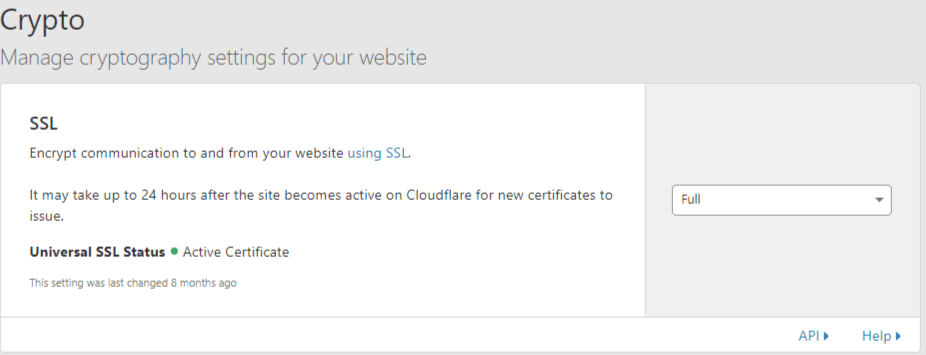 Crypto
Manage cryptography settings for your website
SSL
Encrypt communication to and from your website using SSL.
It may take up to 24 hours after the site becomes active on Cloudflare for new certificates to
issue.
Full
Universal SSL Status ● Active Certificate
This setting was last changed 8 months ago
API Help